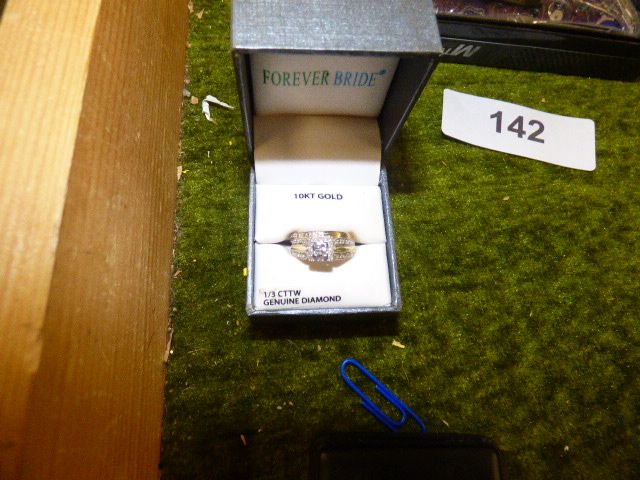 FOREVER BRIDE®
142
10KT GOLD
1/3 CTTW
GENUINE DIAMOND